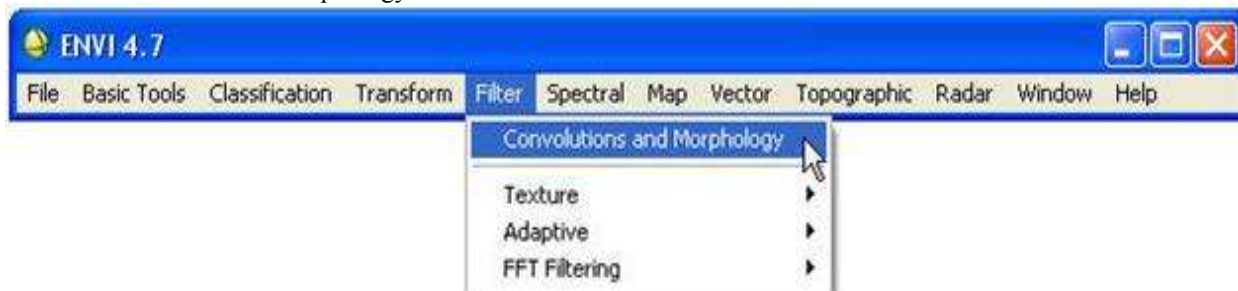 ENVI 4.7
File Basic Tools Classification Transform Filter Spectral Map Vector Topographic Radar Window Help
Convolutions and Morphology
Texture
Adaptive
FFT Filtering